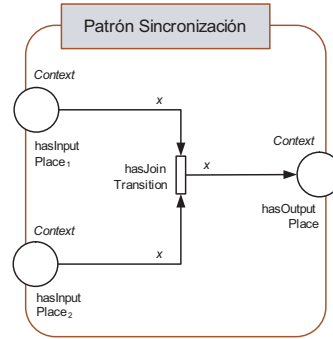 Patrón Sincronización
Context
x
hasInput
Place1
Context
hasJoin
Transition
x
hasOutput
Place
Context
x
hasInput
Place2